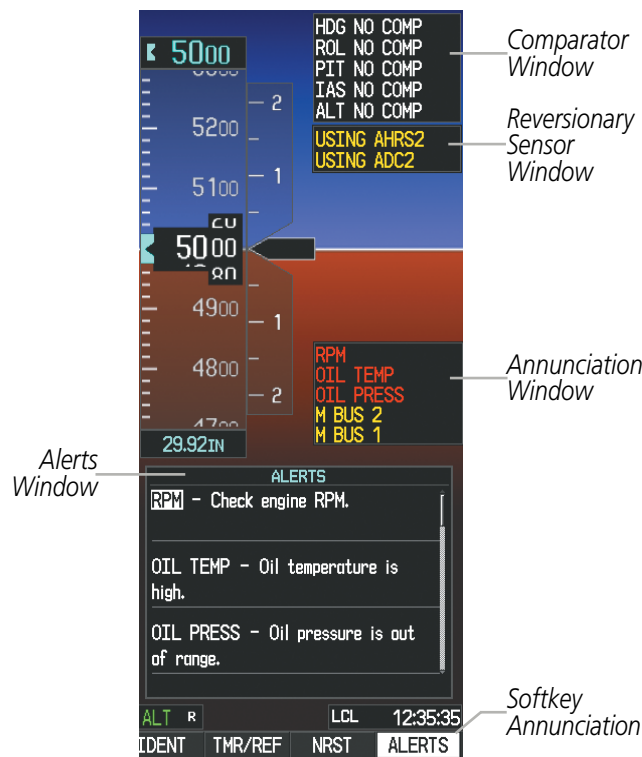 HDG NO COMP
ROL NO COMP
PIT NO COMP
IAS NO COMP
ALT NO COMP
Comparator
Window
USING AHRS2
USING ADC2
Reversionary
Sensor
Window
5000
2
5200
1
5100
20
5000
80
4900
1
4800
2
29.92IN
RPM
OIL TEMP
OIL PRESS
M BUS 2
M BUS 1
Annunciation
Window
Alerts
Window
ALERTS
RPM – Check engine RPM.
OIL TEMP – Oil temperature is
high.
OIL PRESS – Oil pressure is out
of range.
ALT R
LCL 12:35:35
IDENT TMR/REF NRST ALERTS
Softkey
Annunciation